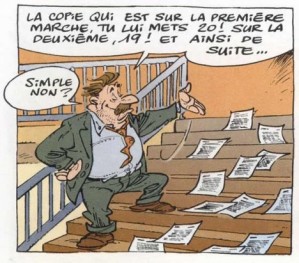 LA COPIE QUI EST SUR LA PREMIÈRE
MARCHE, TU LUI METS 20! SUR LA
DEUXIÈME, 19! ET AINSI DE
SUITE...
SIMPLE
NON?